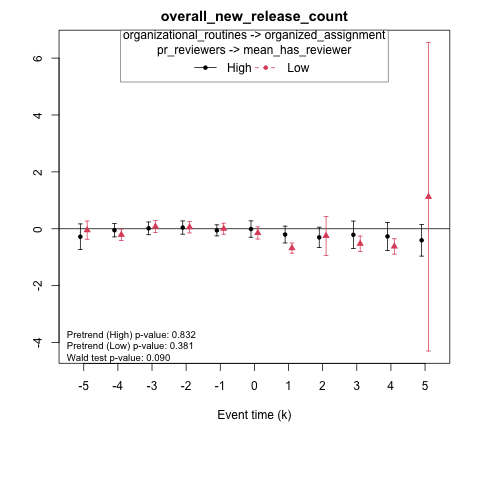 overall_new_release_count
organizational_routines -> organized_assignment
pr_reviewers -> mean_has_reviewer
High Low
6
4
2
0
-2
-4
Pretrend (High) p-value: 0.832
Pretrend (Low) p-value: 0.381
Wald test p-value: 0.090
-5 -4 -3 -2 -1 0 1 2 3 4 5
Event time (k)